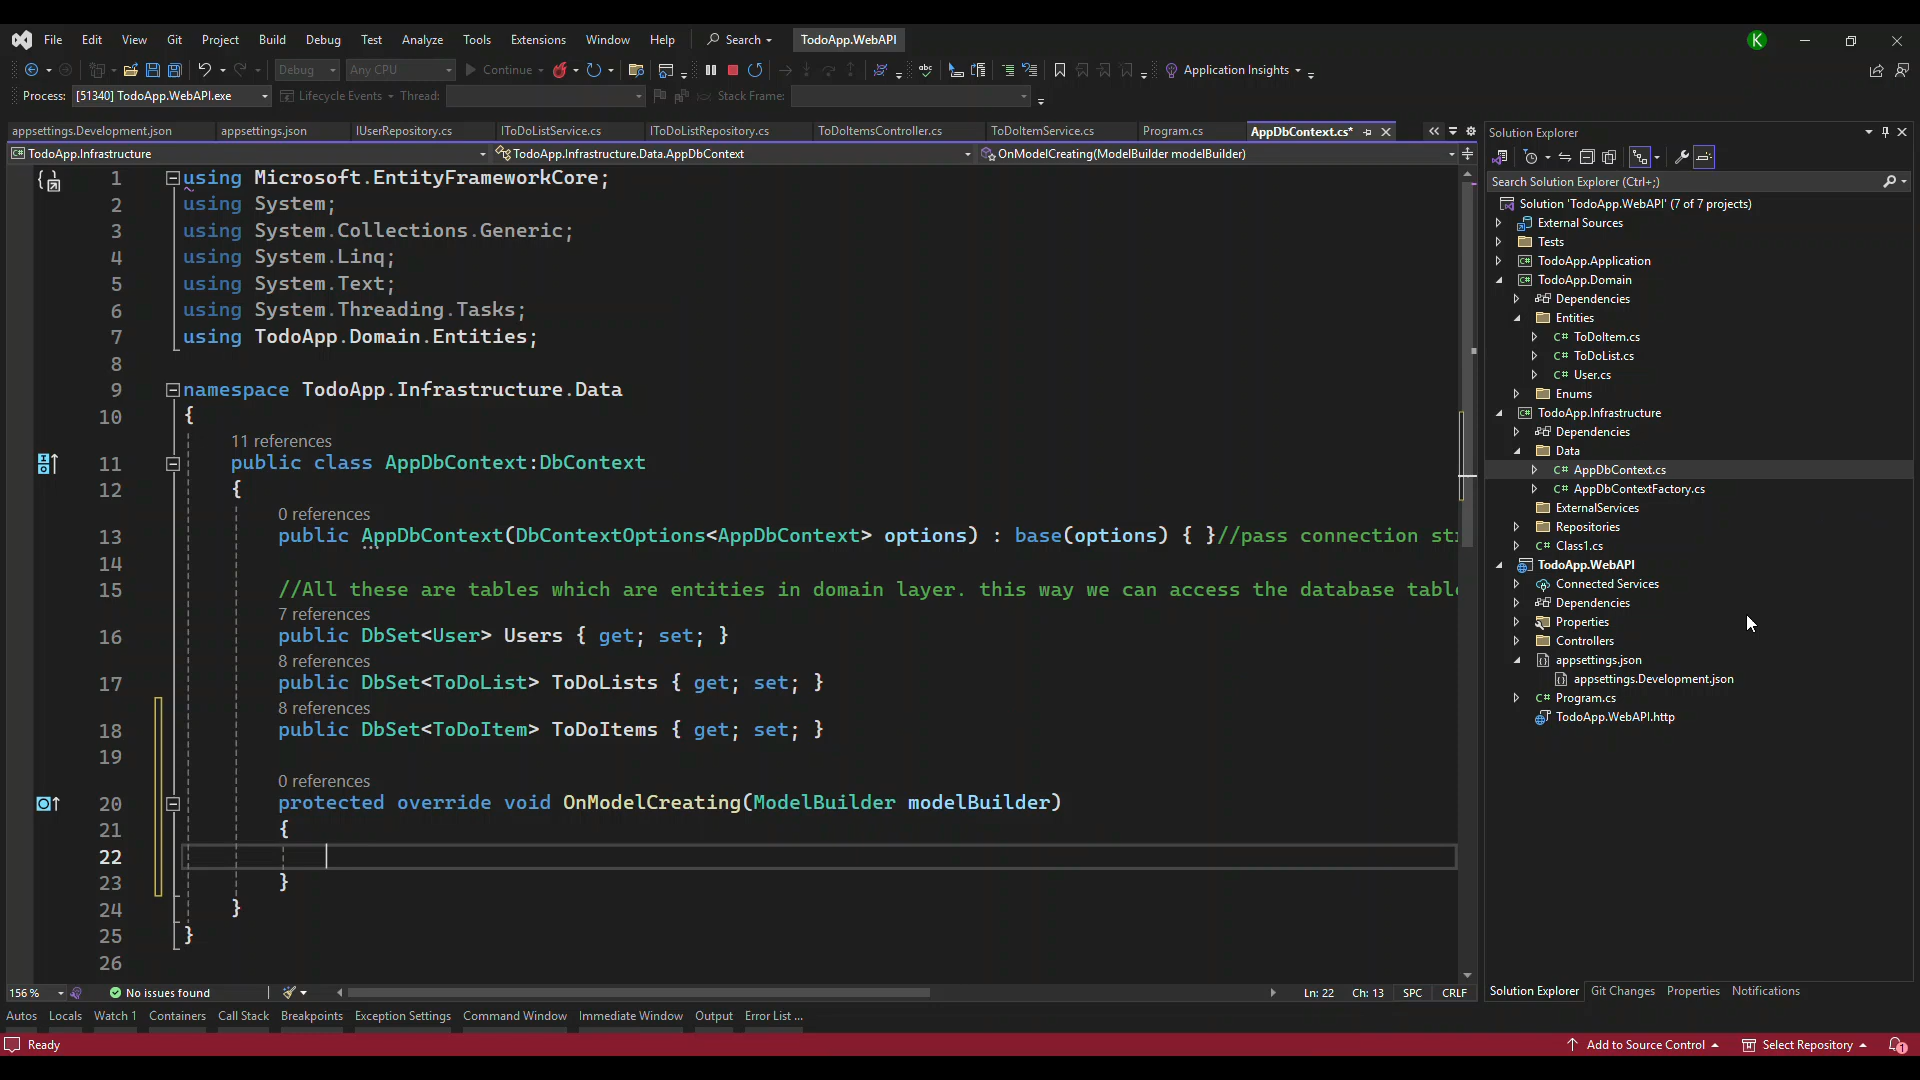 File Edit View Git Project Build Debug Test Analyze Tools Extensions Window Help Search TodoApp.WebAPI K
Debug Any CPU Continue Application Insights
Process: [51340] TodoApp.WebAPI.exe Lifecycle Events Thread: Stack Frame:
appsettings.Development.json appsettings.json IUserRepository.cs IToDoListService.cs IToDoListRepository.cs ToDoItemsController.cs ToDoItemService.cs Program.cs AppDbContext.cs*
TodoApp.Infrastructure TodoApp.Infrastructure.Data.AppDbContext OnModelCreating(ModelBuilder modelBuilder)
1 using Microsoft.EntityFrameworkCore;
2 using System;
3 using System.Collections.Generic;
4 using System.Linq;
5 using System.Text;
6 using System.Threading.Tasks;
7 using TodoApp.Domain.Entities;
8
9 namespace TodoApp.Infrastructure.Data
10 {
11 references
11 public class AppDbContext:DbContext
12 {
0 references
13 public AppDbContext(DbContextOptions<AppDbContext> options) : base(options) { }//pass connection
14
15 //All these are tables which are entities in domain layer. this way we can access the database
7 references
16 public DbSet<User> Users { get; set; }
8 references
17 public DbSet<ToDoList> ToDoLists { get; set; }
8 references
18 public DbSet<ToDoItem> ToDoItems { get; set; }
19
0 references
20 protected override void OnModelCreating(ModelBuilder modelBuilder)
21 {
22
23 }
24 }
25 }
26
156 % No issues found Ln: 22 Ch: 13 SPC CRLF
Solution Explorer
Search Solution Explorer (Ctrl+;)
Solution 'TodoApp.WebAPI' (7 of 7 projects)
External Sources
Tests
TodoApp.Application
TodoApp.Domain
Dependencies
Entities
C# ToDoItem.cs
C# ToDoList.cs
C# User.cs
Enums
TodoApp.Infrastructure
Dependencies
Data
C# AppDbContext.cs
C# AppDbContextFactory.cs
ExternalServices
Repositories
C# Class1.cs
TodoApp.WebAPI
Connected Services
Dependencies
Properties
Controllers
appsettings.json
appsettings.Development.json
C# Program.cs
TodoApp.WebAPI.http
Solution Explorer Git Changes Properties Notifications
Autos Locals Watch 1 Containers Call Stack Breakpoints Exception Settings Command Window Immediate Window Output Error List ...
Ready Add to Source Control Select Repository 1